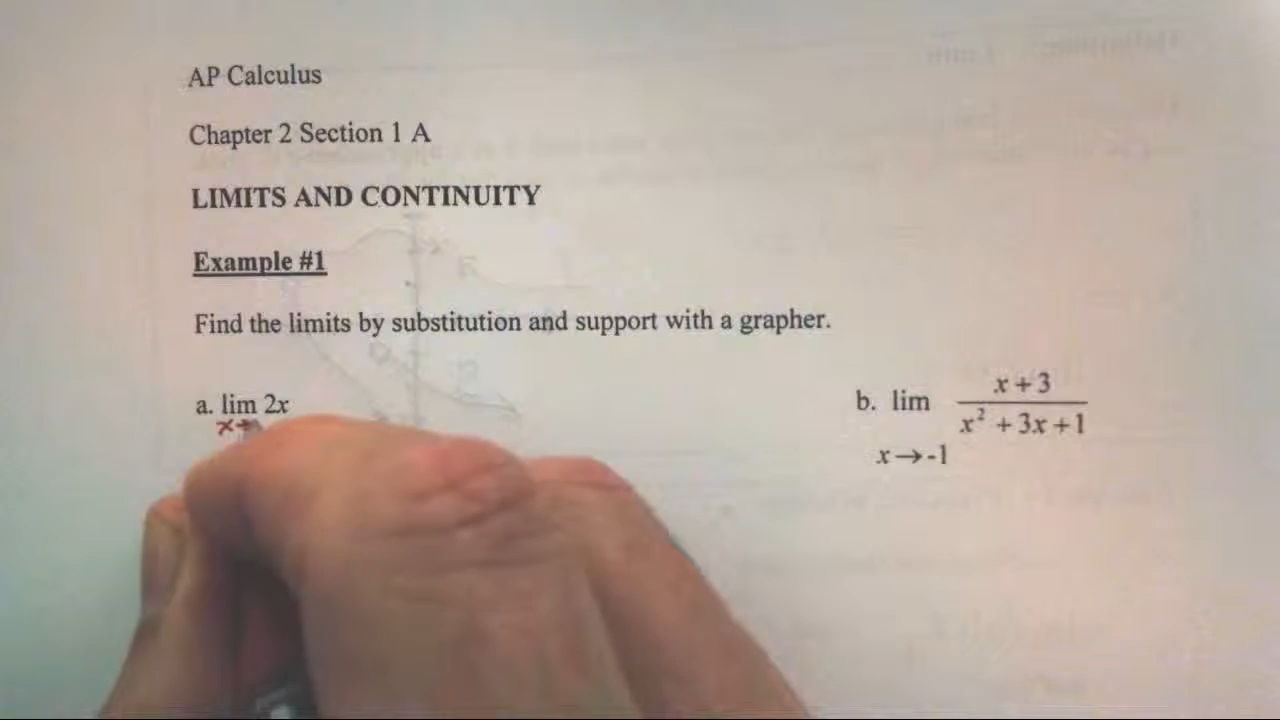 AP Calculus
Chapter 2 Section 1 A
LIMITS AND CONTINUITY
Example #1
Find the limits by substitution and support with a grapher.
a. lim 2x
x→
b. lim x+3
x² + 3x + 1
x→-1